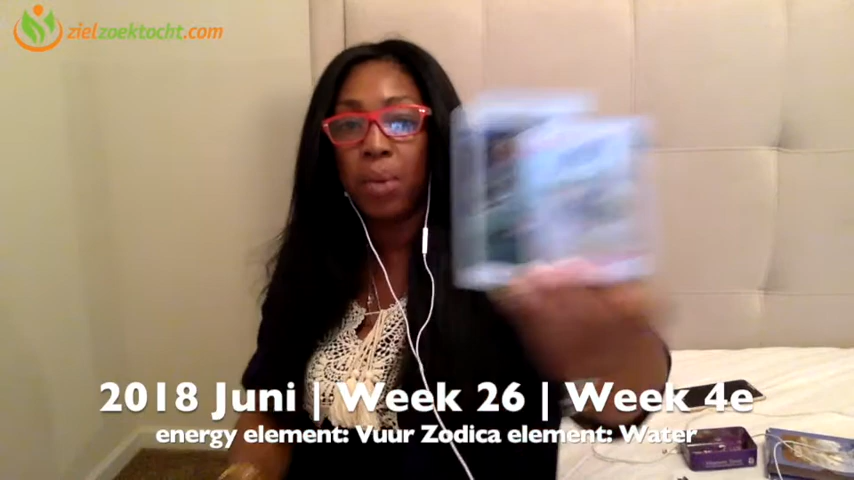 zielzoektocht.com
2018 Juni | Week 26 | Week 4e
energy element: Vuur Zodica element: Water